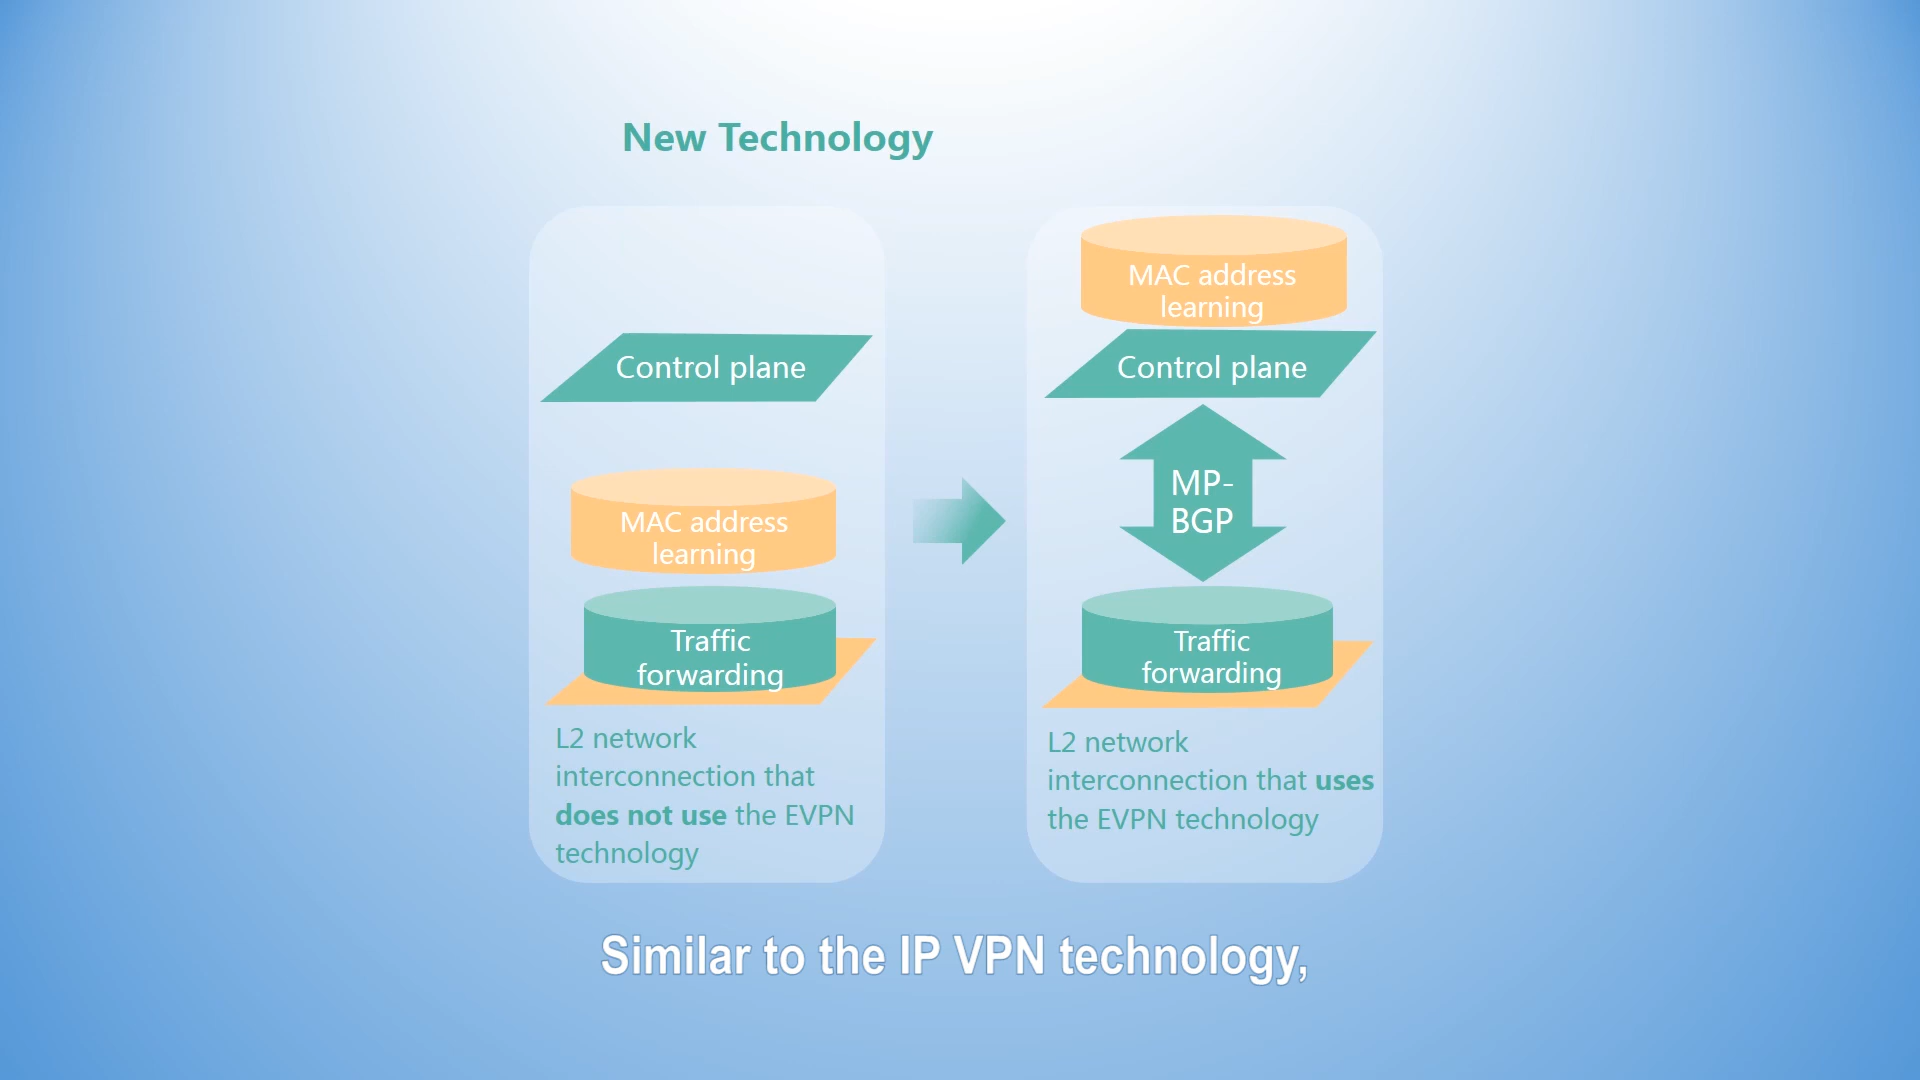 New Technology
Control plane
MAC address
learning
Traffic
forwarding
L2 network
interconnection that
does not use the EVPN
technology
MAC address
learning
Control plane
MP-
BGP
Traffic
forwarding
L2 network
interconnection that uses
the EVPN technology
Similar to the IP VPN technology,